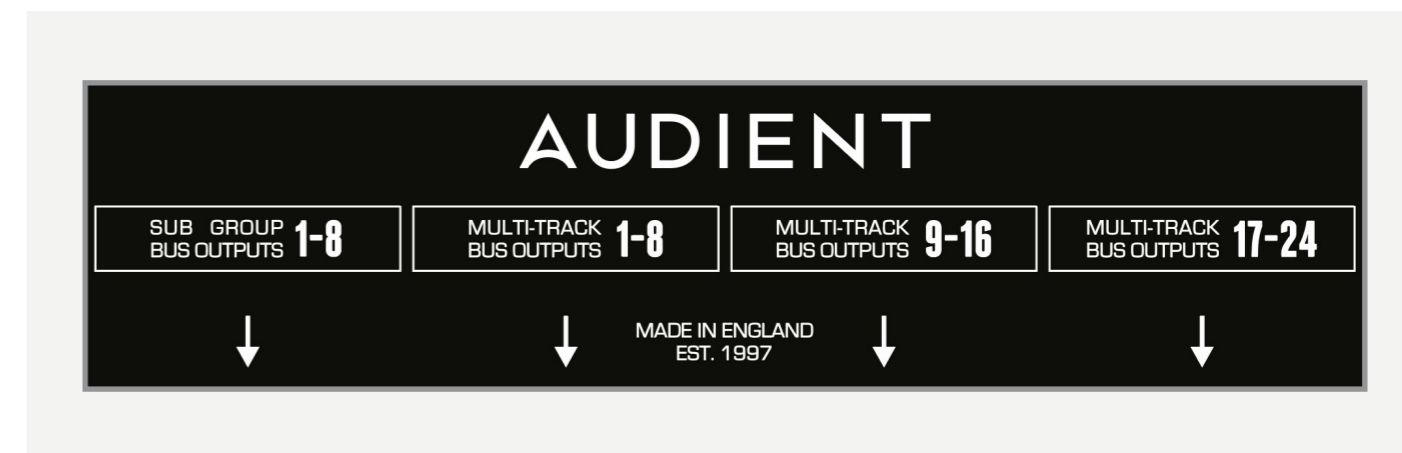 AUDIENT
SUB GROUP
BUS OUTPUTS 1-8
MULTI-TRACK
BUS OUTPUTS 1-8
MULTI-TRACK
BUS OUTPUTS 9-16
MULTI-TRACK
BUS OUTPUTS 17-24
MADE IN ENGLAND
EST. 1997